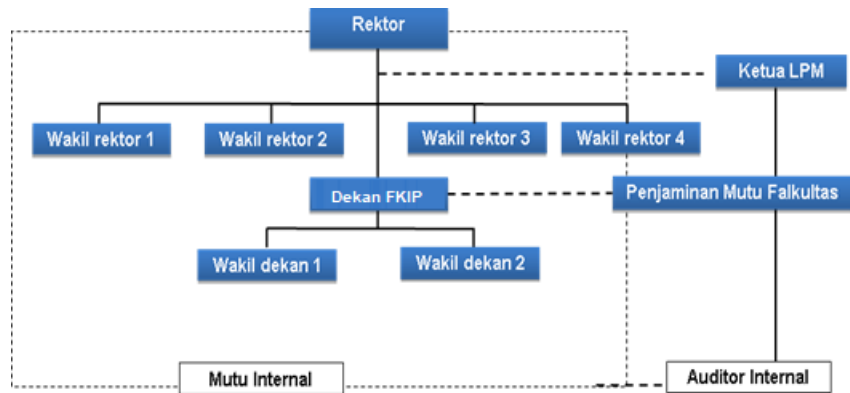 Rektor
Ketua LPM
Wakil rektor 1
Wakil rektor 2
Wakil rektor 3
Wakil rektor 4
Dekan FKIP
Penjaminan Mutu Falkultas
Wakil dekan 1
Wakil dekan 2
Mutu Internal
Auditor Internal